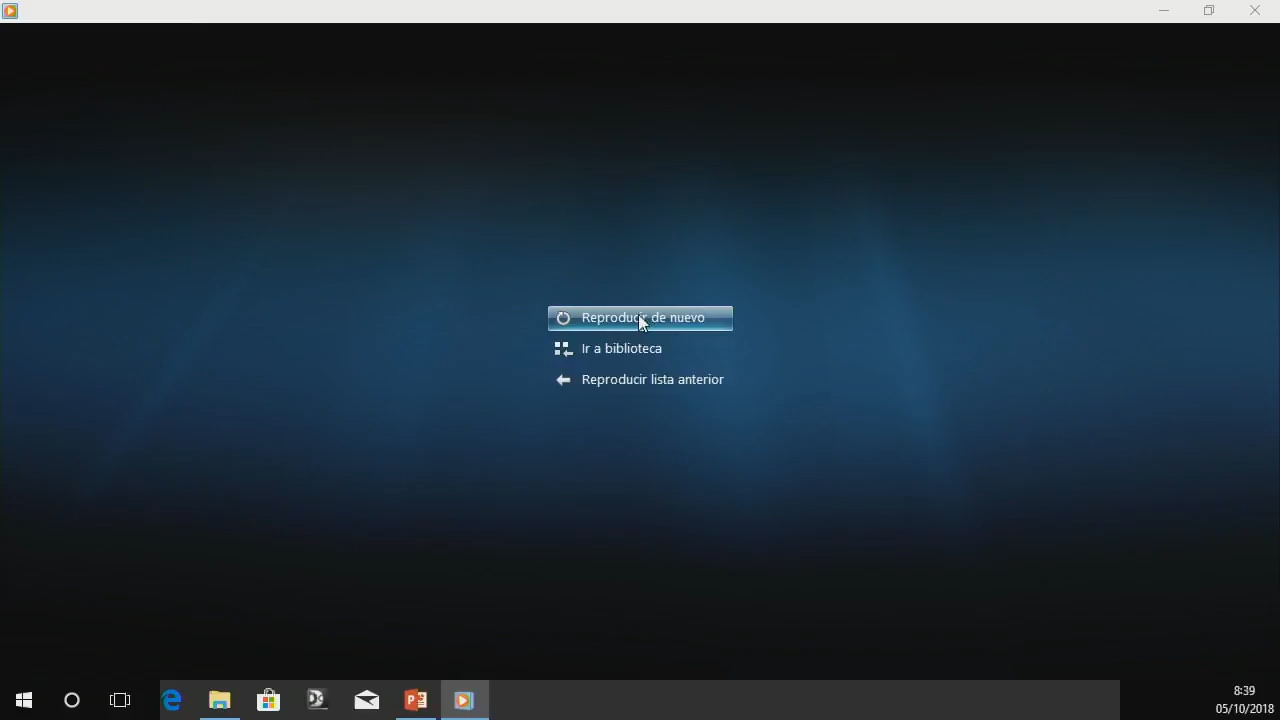 Reproducir de nuevo
Ir a biblioteca
Reproducir lista anterior
8:39
05/10/2018